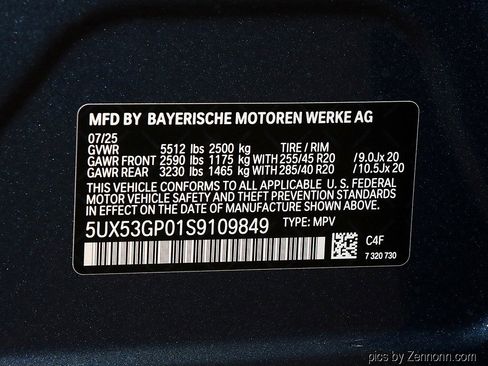 MFD BY BAYERISCHE MOTOREN WERKE AG
07/25
GVWR 5512 lbs 2500 kg TIRE / RIM
GAWR FRONT 2590 lbs 1175 kg WITH 255/45 R20 /9.0Jx 20
GAWR REAR 3230 lbs 1465 kg WITH 285/40 R20 /10.5Jx 20
THIS VEHICLE CONFORMS TO ALL APPLICABLE U. S. FEDERAL
MOTOR VEHICLE SAFETY AND THEFT PREVENTION STANDARDS
IN EFFECT ON THE DATE OF MANUFACTURE SHOWN ABOVE.
5UX53GP01S9109849 TYPE: MPV
C4F
7 320 730
pics by Zennonn.com